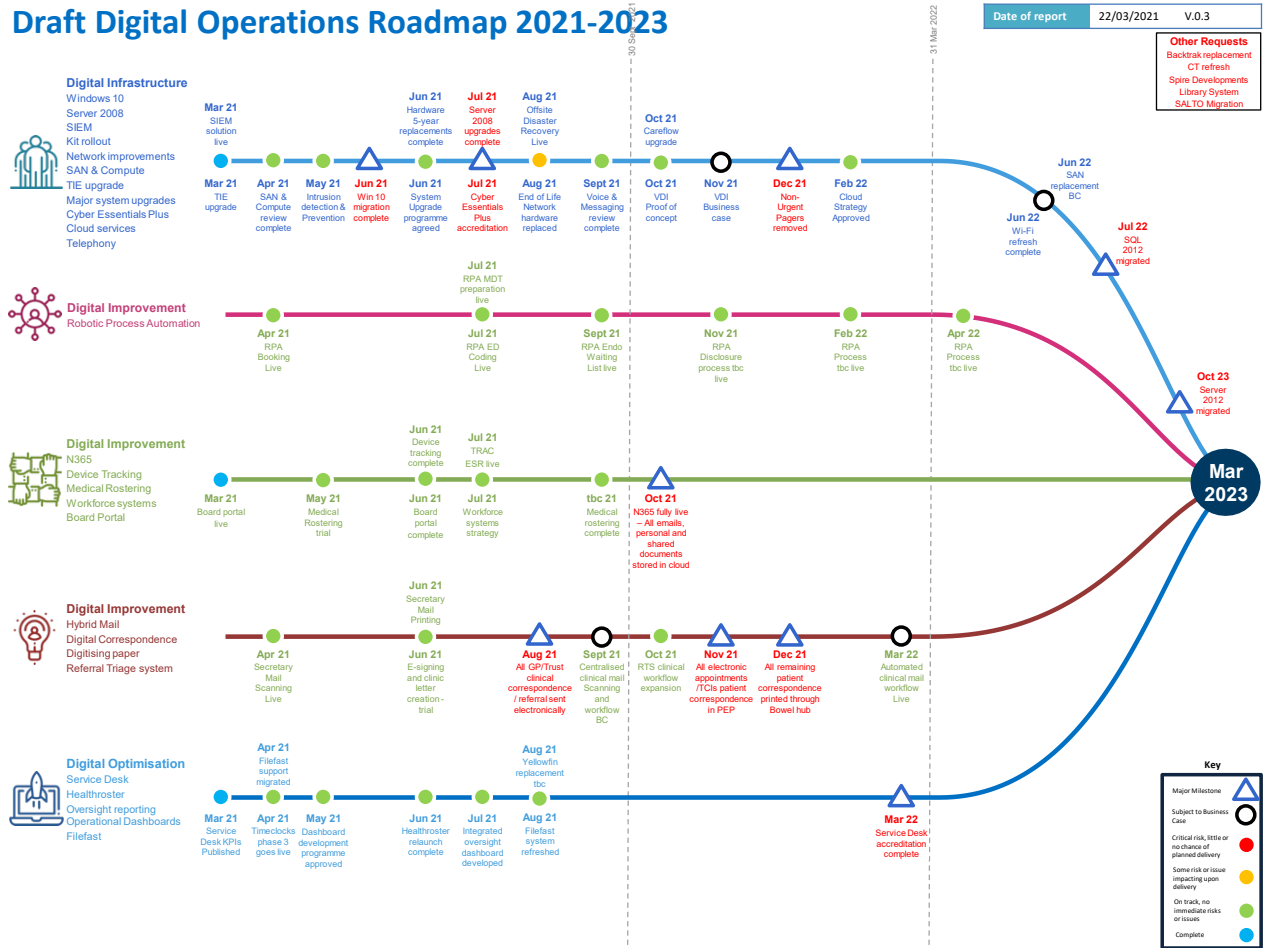 Draft Digital Operations Roadmap 2021-2023
30 Sept 2021
31 Mar 2022
Date of report 22/03/2021 V.0.3
Other Requests
Backtrak replacement
CT refresh
Spire Developments
Library System
SALTO Migration
Digital Infrastructure
Windows 10
Server 2008
SIEM
Kit rollout
Network improvements
SAN & Compute
TIE upgrade
Major system upgrades
Cyber Essentials Plus
Cloud services
Telephony
Mar 21
SIEM
solution
live
Jun 21
Hardware
5-year
replacements
complete
Jul 21
Server
2008
upgrades
complete
Aug 21
Offsite
Disaster
Recovery
Live
Oct 21
Careflow
upgrade
Mar 21
TIE
upgrade
Apr 21
SAN &
Compute
review
complete
May 21
Intrusion
detection &
Prevention
Jun 21
Win 10
migration
complete
Jun 21
System
Upgrade
programme
agreed
Jul 21
Cyber
Essentials
Plus
accreditation
Aug 21
End of Life
Network
hardware
replaced
Sept 21
Voice &
Messaging
review
complete
Oct 21
VDI
Proof of
concept
Nov 21
VDI
Business
case
Dec 21
Non-
Urgent
Pagers
removed
Feb 22
Cloud
Strategy
Approved
Jun 22
SAN
replacement
BC
Jun 22
Wi-Fi
refresh
complete
Jul 22
SQL
2012
migrated
Oct 23
Server
2012
migrated
Digital Improvement
Robotic Process Automation
Jul 21
RPA MDT
preparation
live
Apr 21
RPA
Booking
Live
Jul 21
RPA ED
Coding
Live
Sept 21
RPA Endo
Waiting
List live
Nov 21
RPA
Disclosure
process tbc
live
Feb 22
RPA
Process
tbc live
Apr 22
RPA
Process
tbc live
Digital Improvement
N365
Device Tracking
Medical Rostering
Workforce systems
Board Portal
Jun 21
Device
tracking
complete
Jul 21
TRAC
ESR live
Mar 21
Board portal
live
May 21
Medical
Rostering
trial
Jun 21
Board
portal
complete
Jul 21
Workforce
systems
strategy
tbc 21
Medical
rostering
complete
Oct 21
N365 fully live
– All emails,
personal and
shared
documents
stored in cloud
Mar
2023
Digital Improvement
Hybrid Mail
Digital Correspondence
Digitising paper
Referral Triage system
Jun 21
Secretary
Mail
Printing
Apr 21
Secretary
Mail
Scanning
Live
Jun 21
E-signing
and clinic
letter
creation -
trial
Aug 21
All GP/Trust
clinical
correspondence
/ referral sent
electronically
Sept 21
Centralised
clinical mail
Scanning
and
workflow
BC
Oct 21
RTS clinical
workflow
expansion
Nov 21
All electronic
appointments
/TCIs patient
correspondence
in PEP
Dec 21
All remaining
patient
correspondence
printed through
Bowel hub
Mar 22
Automated
clinical mail
workflow
Live
Digital Optimisation
Service Desk
Healthroster
Oversight reporting
Operational Dashboards
Filefast
Apr 21
Filefast
support
migrated
Aug 21
Yellowfin
replacement
tbc
Mar 21
Service
Desk KPIs
Published
Apr 21
Timeclocks
phase 3
goes live
May 21
Dashboard
development
programme
approved
Jun 21
Healthroster
relaunch
complete
Jul 21
Integrated
oversight
dashboard
developed
Aug 21
Filefast
system
refreshed
Mar 22
Service Desk
accreditation
complete
Key
Major Milestone
Subject to Business
Case
Critical risk, little or
no chance of
planned delivery
Some risk or issue
impacting upon
delivery
On track, no
immediate risks
or issues
Complete